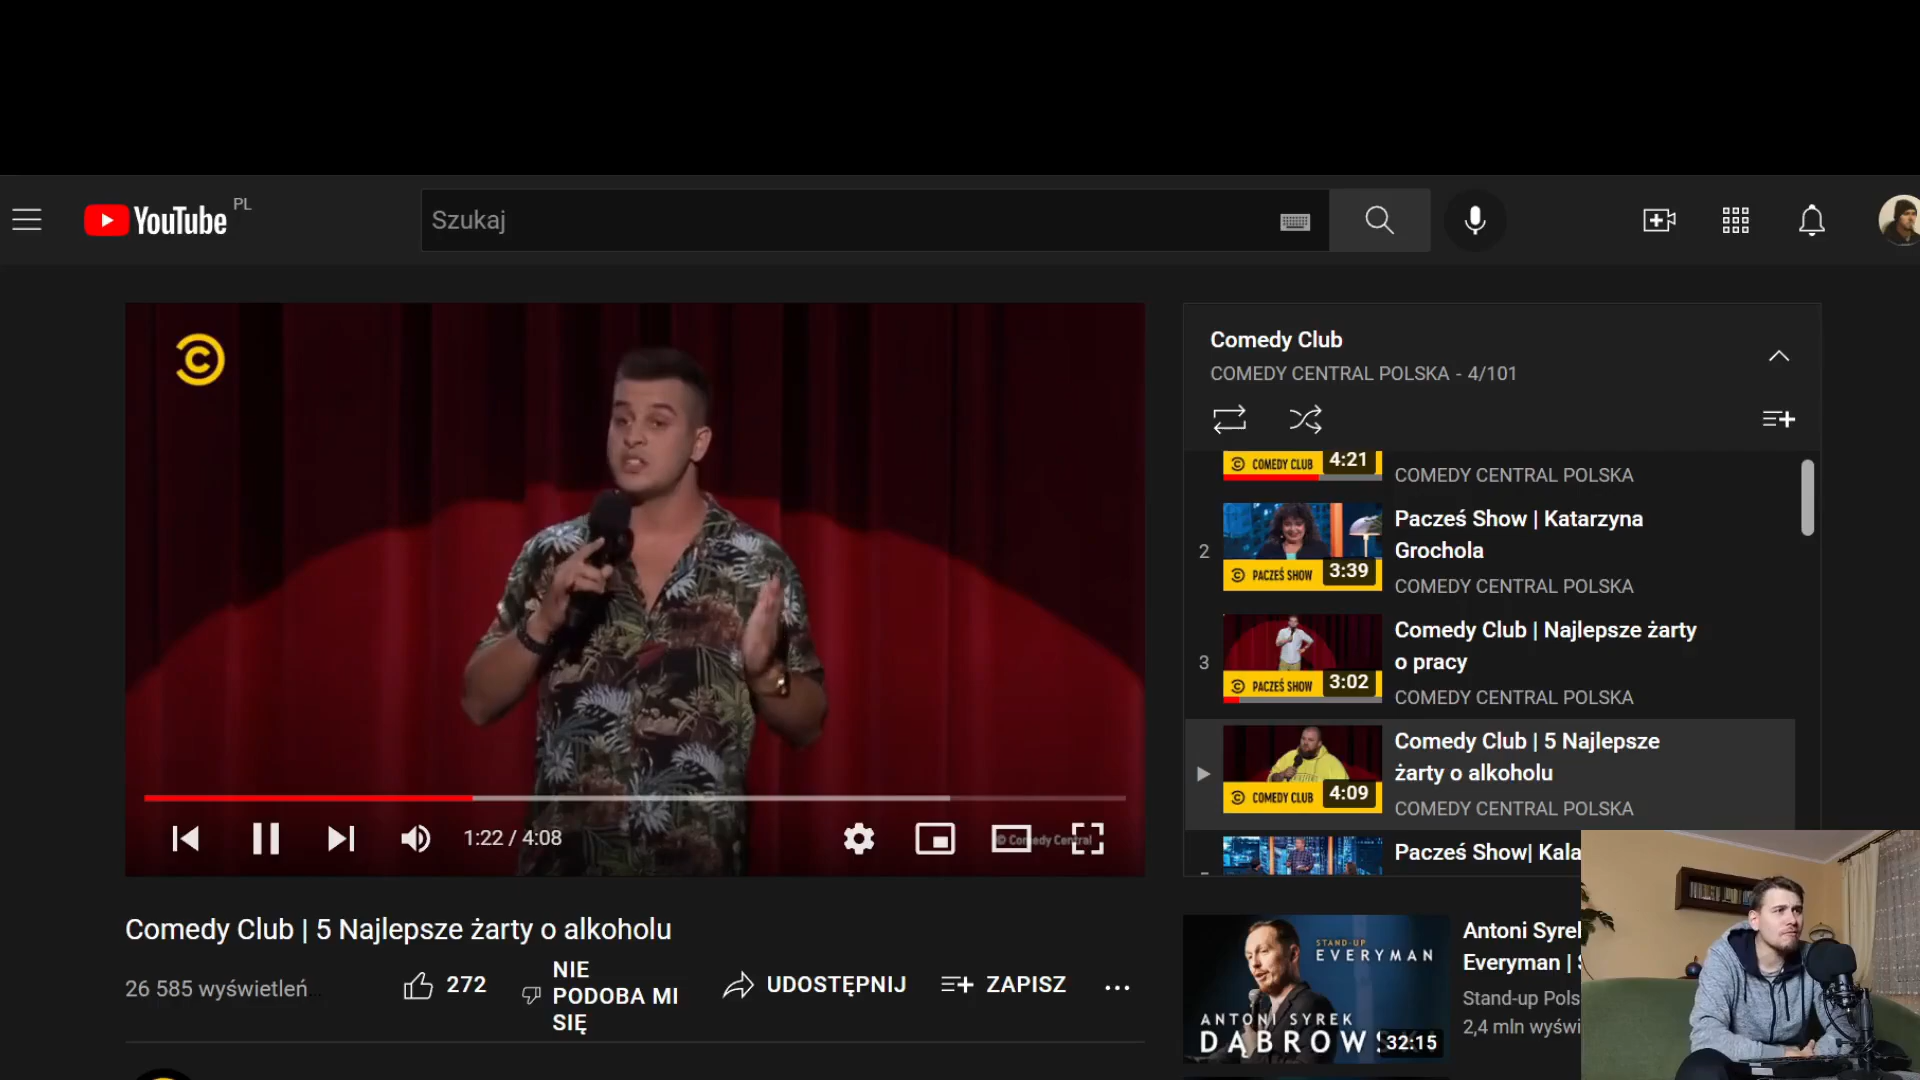 YouTube PL
Szukaj
Comedy Club
COMEDY CENTRAL POLSKA - 4/101
COMEDY CLUB 4:21
COMEDY CENTRAL POLSKA
2
PACZEŚ SHOW 3:39
Pacześ Show | Katarzyna
Grochola
COMEDY CENTRAL POLSKA
3
PACZEŚ SHOW 3:02
Comedy Club | Najlepsze żarty
o pracy
COMEDY CENTRAL POLSKA
COMEDY CLUB 4:09
Comedy Club | 5 Najlepsze
żarty o alkoholu
COMEDY CENTRAL POLSKA
Pacześ Show| Kala
1:22 / 4:08
© Comedy Central
Comedy Club | 5 Najlepsze żarty o alkoholu
26 585 wyświetleń...
272
NIE
PODOBA MI
SIĘ
UDOSTĘPNIJ
ZAPISZ
STAND-UP
EVERYMAN
ANTONI SYREK
DĄBROWSK
32:15
Antoni Syrel
Everyman |
Stand-up Pols
2,4 mln wyświ